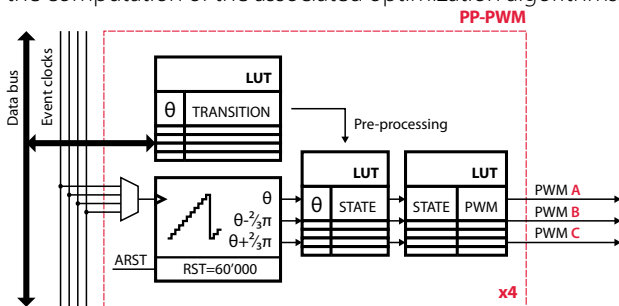 the computation of the associated optimization algorithms.
PP-PWM
Data bus
Event clocks
LUT
θ TRANSITION
Pre-processing
LUT
θ STATE
LUT
STATE PWM
θ
θ-⅔π
θ+⅔π
PWM A
PWM B
PWM C
ARST
RST=60'000
x4